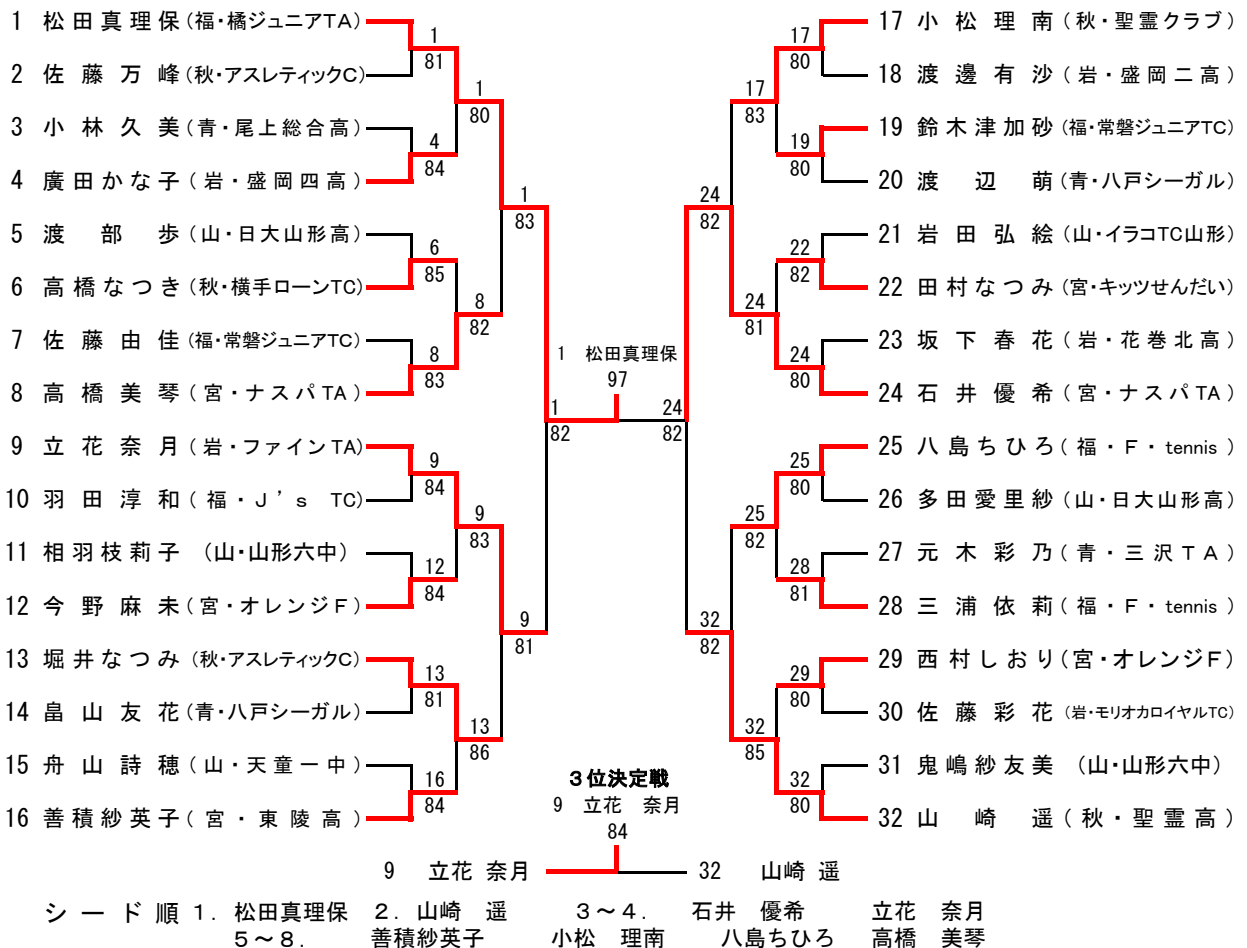 1 松田真理保 (福・橘ジュニアTA)
2 佐藤万峰 (秋・アスレティックC)
3 小林久美 (青・尾上総合高)
4 廣田かな子 (岩・盛岡四高)
5 渡部歩 (山・日大山形高)
6 高橋なつき (秋・横手ローンTC)
7 佐藤由佳 (福・常磐ジュニアTC)
8 高橋美琴 (宮・ナスパTA)
9 立花奈月 (岩・ファインTA)
10 羽田淳和 (福・J's TC)
11 相羽枝莉子 (山・山形六中)
12 今野麻未 (宮・オレンジF)
13 堀井なつみ (秋・アスレティックC)
14 畠山友花 (青・八戸シーガル)
15 舟山詩穂 (山・天童一中)
16 善積紗英子 (宮・東陵高)
1
81
4
84
6
85
8
83
9
84
12
84
13
81
16
84
1
80
8
82
9
83
13
86
1
83
9
81
1
82
1 松田真理保
97
24
82
24
82
32
82
17
83
24
81
25
82
32
85
17
80
19
80
22
82
24
80
25
80
28
81
29
80
32
80
17 小松理南 (秋・聖霊クラブ)
18 渡邊有沙 (岩・盛岡二高)
19 鈴木津加砂 (福・常磐ジュニアTC)
20 渡辺萌 (青・八戸シーガル)
21 岩田弘絵 (山・イラコTC山形)
22 田村なつみ (宮・キッツせんだい)
23 坂下春花 (岩・花巻北高)
24 石井優希 (宮・ナスパTA)
25 八島ちひろ (福・F・tennis)
26 多田愛里紗 (山・日大山形高)
27 元木彩乃 (青・三沢TA)
28 三浦依莉 (福・F・tennis)
29 西村しおり (宮・オレンジF)
30 佐藤彩花 (岩・モリオカロイヤルTC)
31 鬼嶋紗友美 (山・山形六中)
32 山崎遥 (秋・聖霊高)
3位決定戦
9 立花 奈月
84
9 立花 奈月
32 山崎 遥
シード順 1. 松田真理保 2. 山崎 遥 3～4. 石井 優希 立花 奈月
5～8. 善積紗英子 小松 理南 八島ちひろ 高橋 美琴